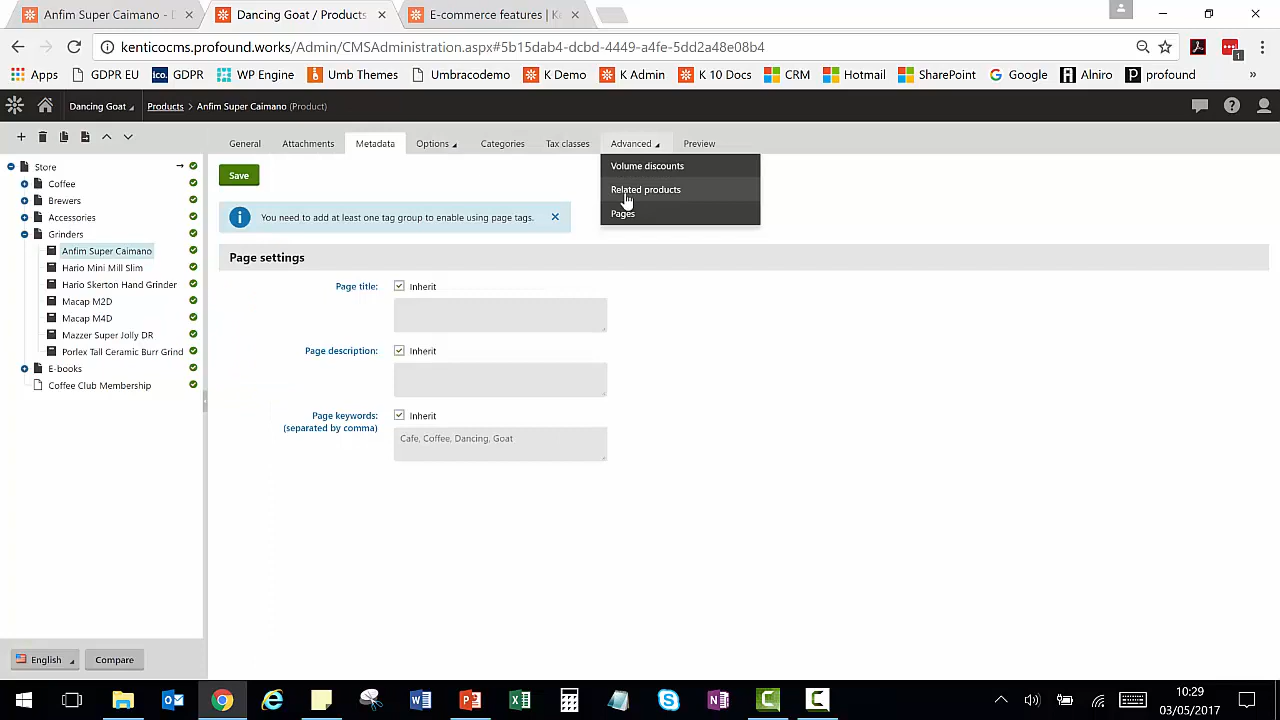 Anfim Super Caimano - D
Dancing Goat / Products
E-commerce features | Ke
kenticocms.profound.works/Admin/CMSAdministration.aspx#5b15dab4-dcbd-4449-a4fe-5dd2a48e08b4
1
Apps
GDPR EU
ico. GDPR
WP Engine
Umb Themes
Umbracodemo
K Demo
K Admin
K 10 Docs
CRM
Hotmail
SharePoint
Google
Alniro
profound
»
Dancing Goat
Products > Anfim Super Caimano (Product)
General
Attachments
Metadata
Options
Categories
Tax classes
Advanced
Preview
Volume discounts
Related products
Pages
Store
Coffee
Brewers
Accessories
Grinders
Anfim Super Caimano
Hario Mini Mill Slim
Hario Skerton Hand Grinder
Macap M2D
Macap M4D
Mazzer Super Jolly DR
Porlex Tall Ceramic Burr Grind
E-books
Coffee Club Membership
Save
You need to add at least one tag group to enable using page tags.
Page settings
Page title:
Inherit
Page description:
Inherit
Page keywords:
(separated by comma)
Inherit
Cafe, Coffee, Dancing, Goat
English
Compare
10:29
03/05/2017